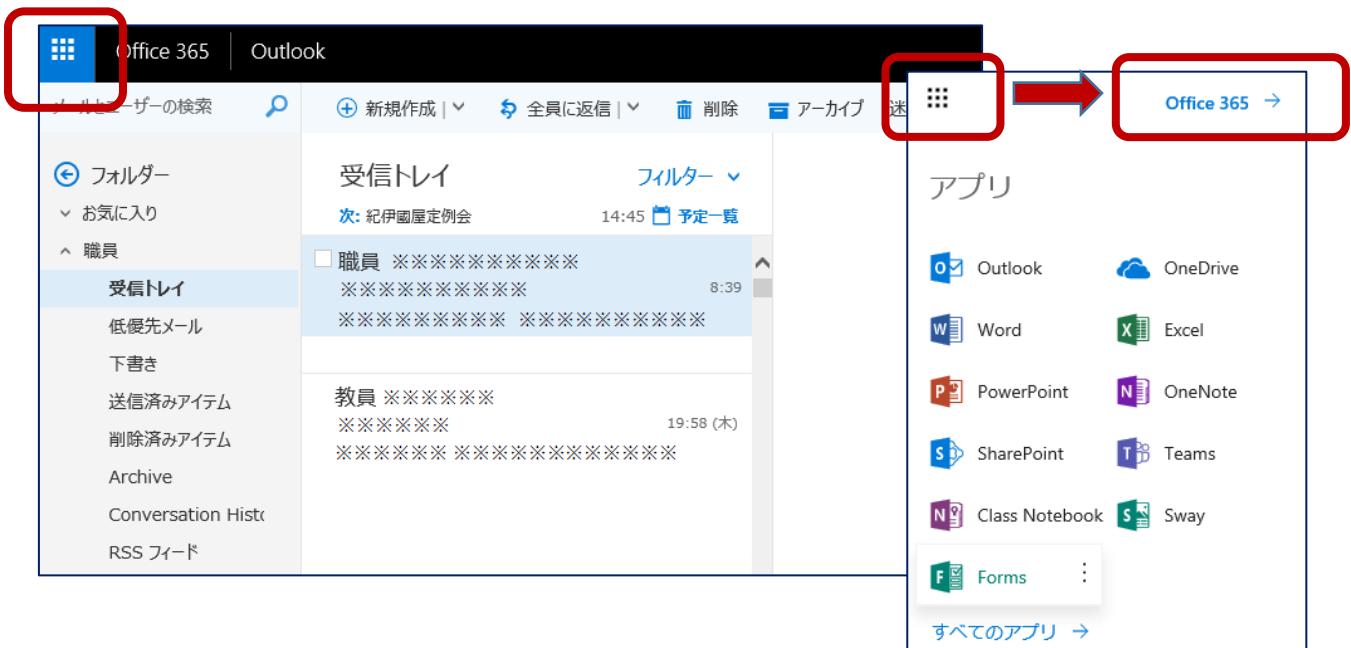 Office 365 Outlook
メールとユーザーの検索
新規作成 | 全員に返信 | 削除 アーカイブ 迷
フォルダー
お気に入り
職員
受信トレイ
低優先メール
下書き
送信済みアイテム
削除済みアイテム
Archive
Conversation Histo
RSS フィード
受信トレイ フィルター
次: 紀伊國屋定例会 14:45 予定一覧
職員 ※※※※※※※※※※
※※※※※※※※※※ 8:39
※※※※※※※※※ ※※※※※※※※※※
教員 ※※※※※※
※※※※※※ 19:58 (木)
※※※※※※ ※※※※※※※※※※※※
Office 365 →
アプリ
Outlook OneDrive
Word Excel
PowerPoint OneNote
SharePoint Teams
Class Notebook Sway
Forms
すべてのアプリ →